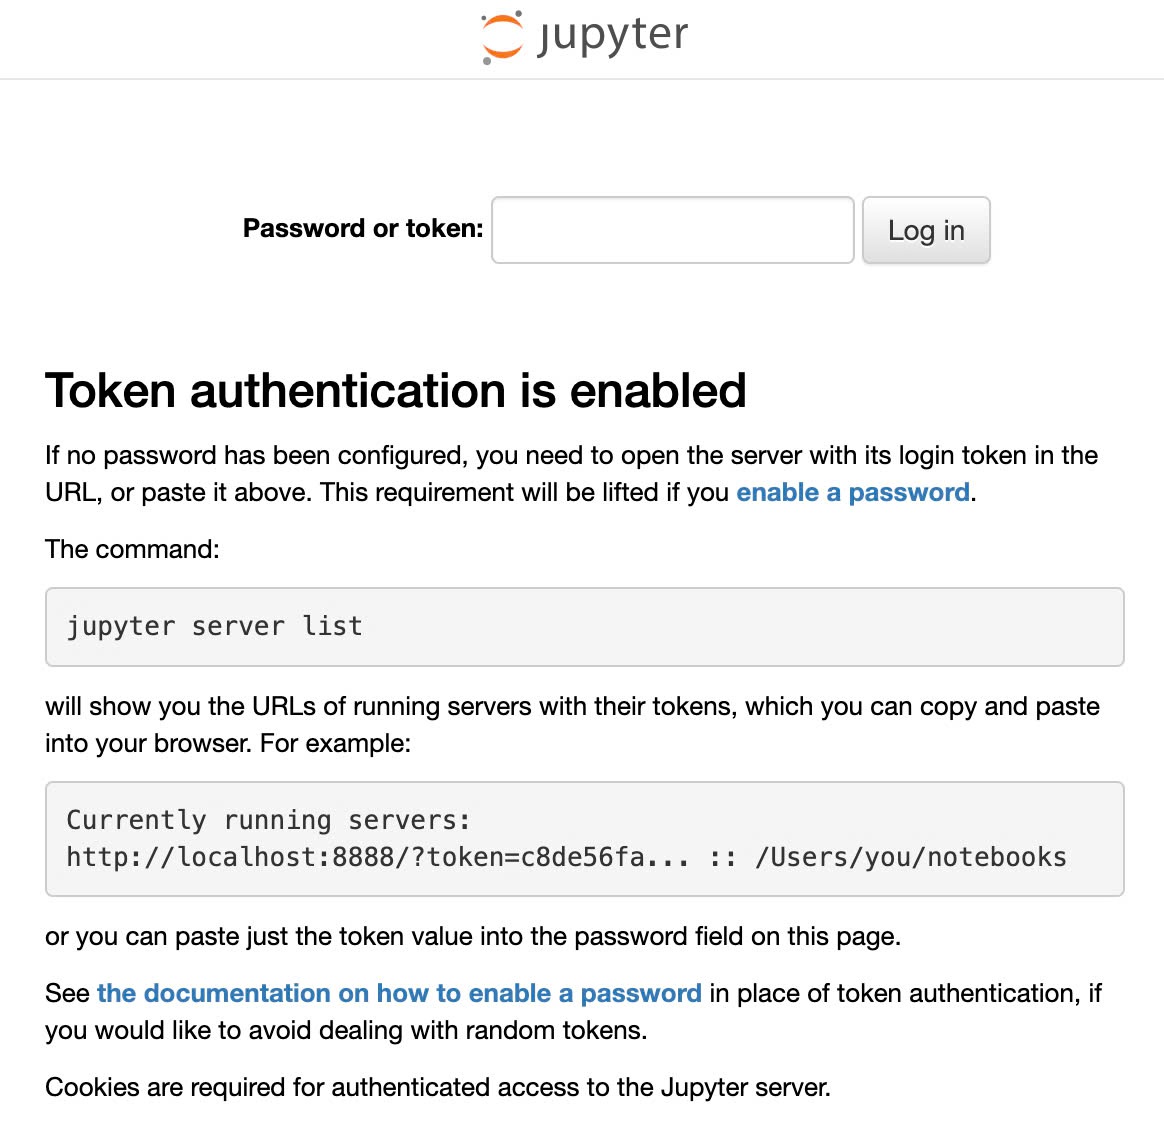 jupyter
Password or token:
Log in
Token authentication is enabled
If no password has been configured, you need to open the server with its login token in the
URL, or paste it above. This requirement will be lifted if you enable a password.
The command:
jupyter server list
will show you the URLs of running servers with their tokens, which you can copy and paste
into your browser. For example:
Currently running servers:
http://localhost:8888/?token=c8de56fa... :: /Users/you/notebooks
or you can paste just the token value into the password field on this page.
See the documentation on how to enable a password in place of token authentication, if
you would like to avoid dealing with random tokens.
Cookies are required for authenticated access to the Jupyter server.